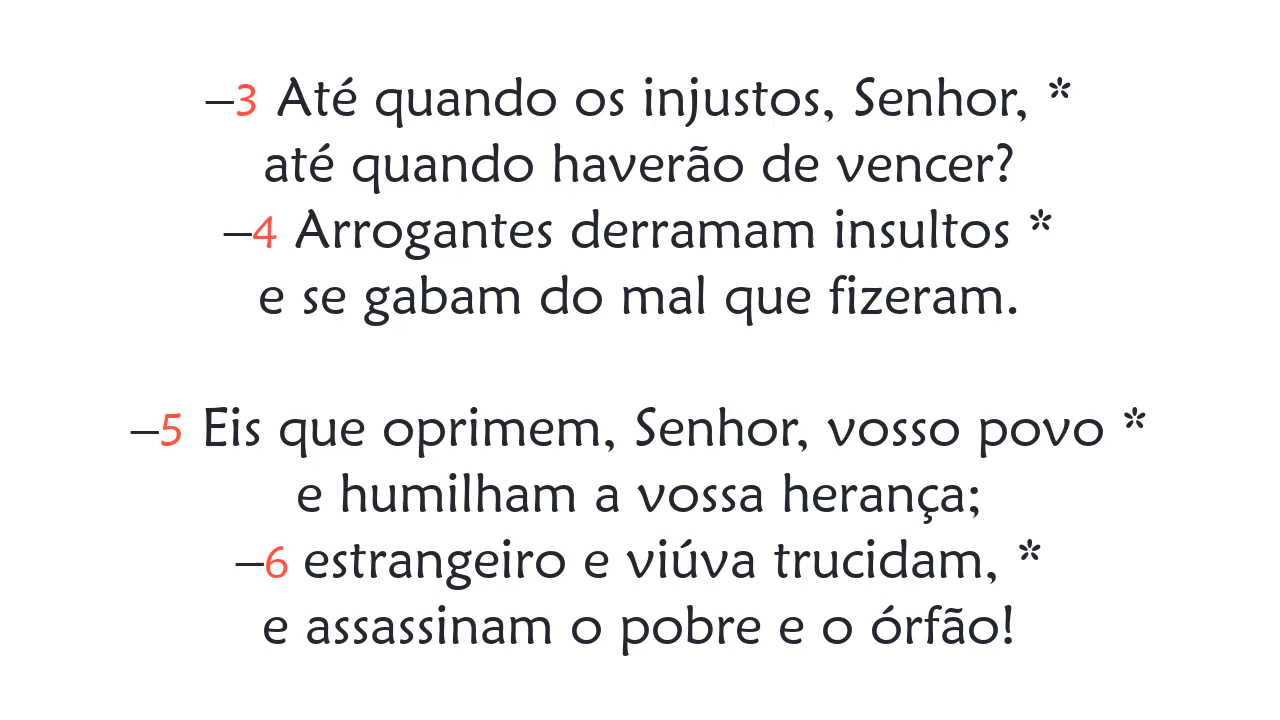 –3 Até quando os injustos, Senhor, *
até quando haverão de vencer?
–4 Arrogantes derramam insultos *
e se gabam do mal que fizeram.
–5 Eis que oprimem, Senhor, vosso povo *
e humilham a vossa herança;
–6 estrangeiro e viúva trucidam, *
e assassinam o pobre e o órfão!